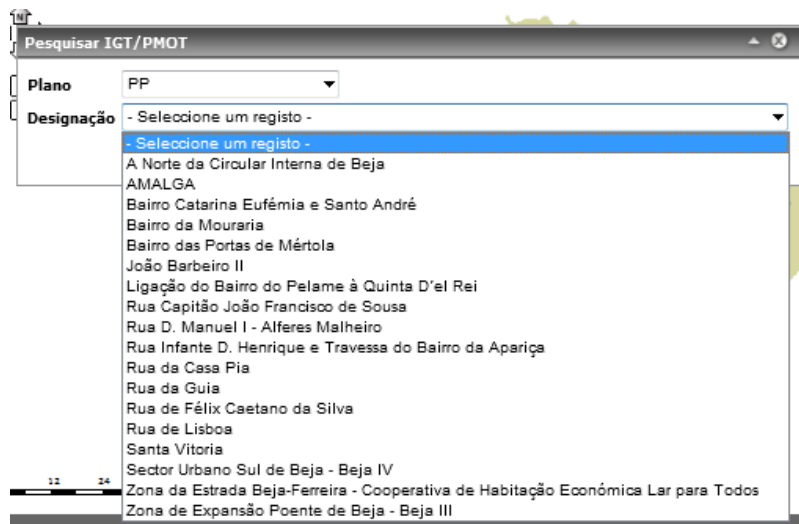 N
Pesquisar IGT/PMOT
Plano PP
Designação - Seleccione um registo -
- Seleccione um registo -
A Norte da Circular Interna de Beja
AMALGA
Bairro Catarina Eufémia e Santo André
Bairro da Mouraria
Bairro das Portas de Mértola
João Barbeiro II
Ligação do Bairro do Pelame à Quinta D'el Rei
Rua Capitão João Francisco de Sousa
Rua D. Manuel I - Alferes Malheiro
Rua Infante D. Henrique e Travessa do Bairro da Apariça
Rua da Casa Pia
Rua da Guia
Rua de Félix Caetano da Silva
Rua de Lisboa
Santa Vitoria
Sector Urbano Sul de Beja - Beja IV
12 24
Zona da Estrada Beja-Ferreira - Cooperativa de Habitação Económica Lar para Todos
Zona de Expansão Poente de Beja - Beja III